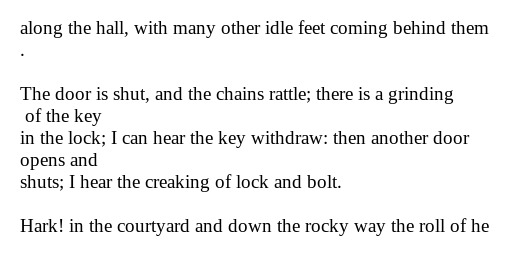 along the hall, with many other idle feet coming behind them
.
The door is shut, and the chains rattle; there is a grinding
of the key
in the lock; I can hear the key withdraw: then another door
opens and
shuts; I hear the creaking of lock and bolt.
Hark! in the courtyard and down the rocky way the roll of he